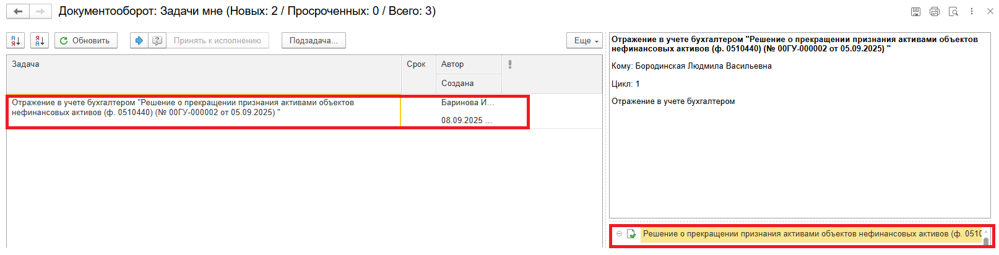 Документооборот: Задачи мне (Новых: 2 / Просроченных: 0 / Всего: 3)
Обновить
Принять к исполнению
Подзадача...
Еще
Задача
Срок
Автор
Создана
Отражение в учете бухгалтером "Решение о прекращении признания активами объектов
нефинансовых активов (ф. 0510440) (№ 00ГУ-000002 от 05.09.2025) "
Баринова И...
08.09.2025 ...
Отражение в учете бухгалтером "Решение о прекращении признания активами объектов
нефинансовых активов (ф. 0510440) (№ 00ГУ-000002 от 05.09.2025) "
Кому: Бородинская Людмила Васильевна
Цикл: 1
Отражение в учете бухгалтером
Решение о прекращении признания активами объектов нефинансовых активов (ф. 0510